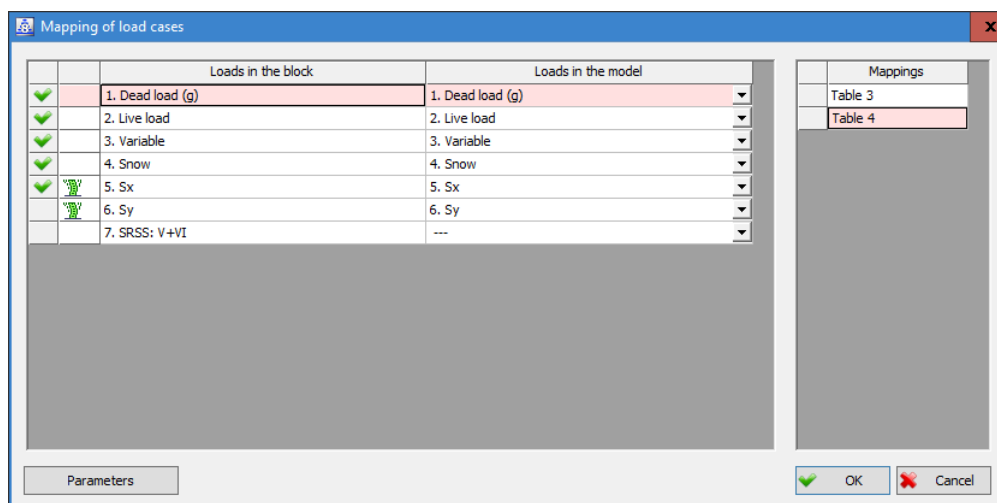 Mapping of load cases
Loads in the block Loads in the model Mappings
1. Dead load (g) 1. Dead load (g) Table 3
2. Live load 2. Live load Table 4
3. Variable 3. Variable
4. Snow 4. Snow
5. Sx 5. Sx
6. Sy 6. Sy
7. SRSS: V+VI ---
Parameters OK Cancel